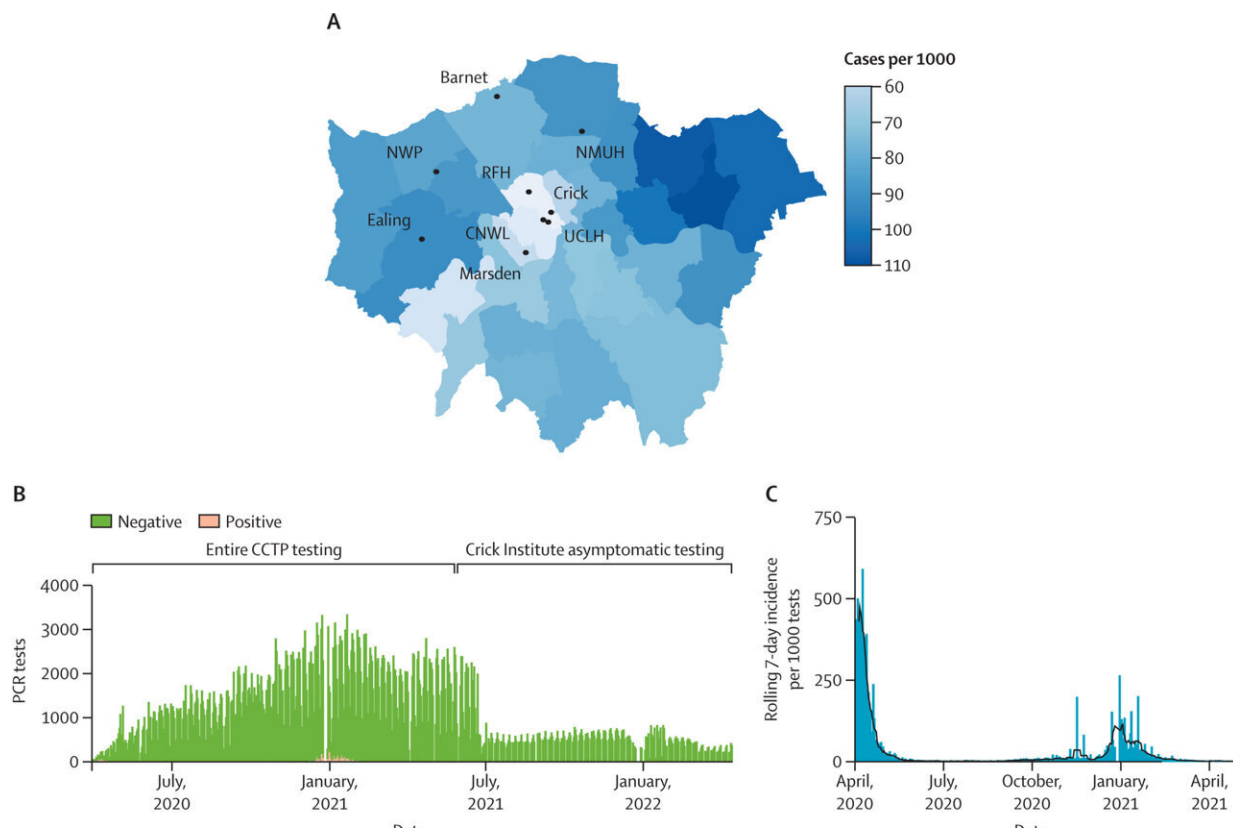 A
Cases per 1000
60
70
80
90
100
110
Barnet
NWP
NMUH
RFH
Crick
Ealing
CNWL
UCLH
Marsden
B
Negative
Positive
Entire CCTP testing
Crick Institute asymptomatic testing
PCR tests
4000
3000
2000
1000
0
July,
2020
January,
2021
July,
2021
January,
2022
C
Rolling 7-day incidence
per 1000 tests
750
500
250
0
April,
2020
July,
2020
October,
2020
January,
2021
April,
2021